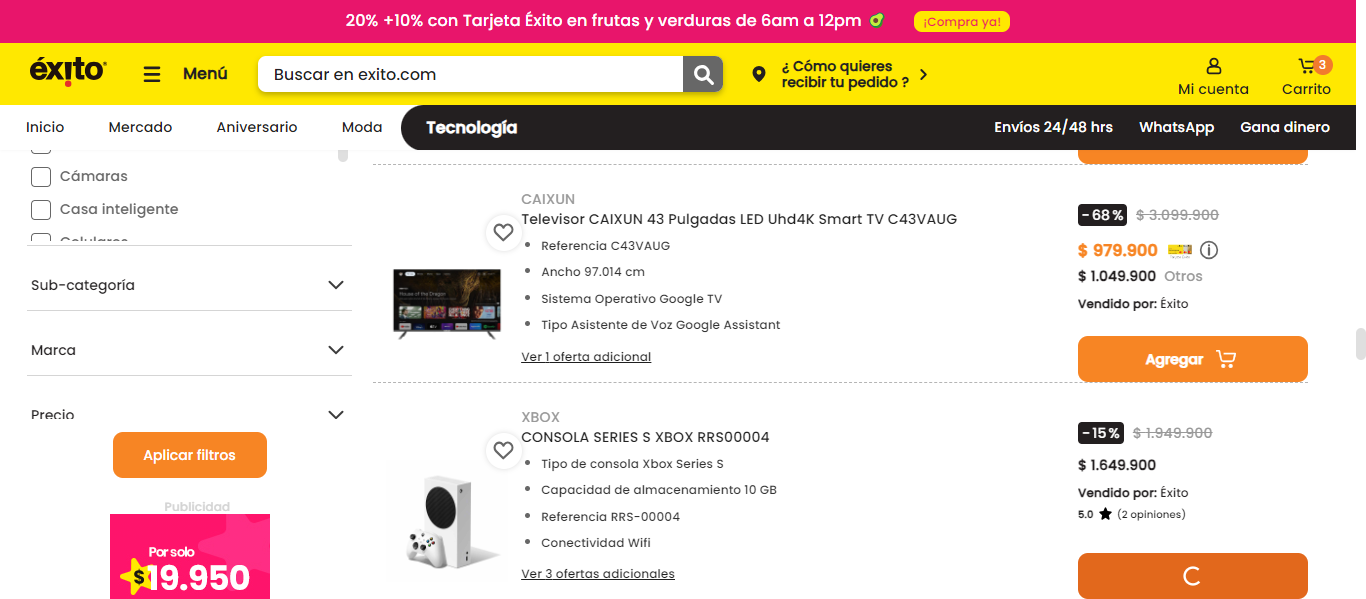 20% +10% con Tarjeta Éxito en frutas y verduras de 6am a 12pm
¡Compra ya!
éxito
Menú
Buscar en exito.com
¿ Cómo quieres
recibir tu pedido ?
Mi cuenta
3
Carrito
Inicio
Mercado
Aniversario
Moda
Tecnología
Envíos 24/48 hrs
WhatsApp
Gana dinero
Cámaras
Casa inteligente
Celulares
Sub-categoría
Marca
Precio
Aplicar filtros
Publicidad
Por solo
$19.950
CAIXUN
Televisor CAIXUN 43 Pulgadas LED Uhd4K Smart TV C43VAUG
Referencia C43VAUG
Ancho 97.014 cm
Sistema Operativo Google TV
Tipo Asistente de Voz Google Assistant
Ver 1 oferta adicional
-68% $ 3.099.900
$ 979.900
$ 1.049.900 Otros
Vendido por: Éxito
Agregar
XBOX
CONSOLA SERIES S XBOX RRS00004
Tipo de consola Xbox Series S
Capacidad de almacenamiento 10 GB
Referencia RRS-00004
Conectividad Wifi
Ver 3 ofertas adicionales
-15% $ 1.949.900
$ 1.649.900
Vendido por: Éxito
5.0 (2 opiniones)